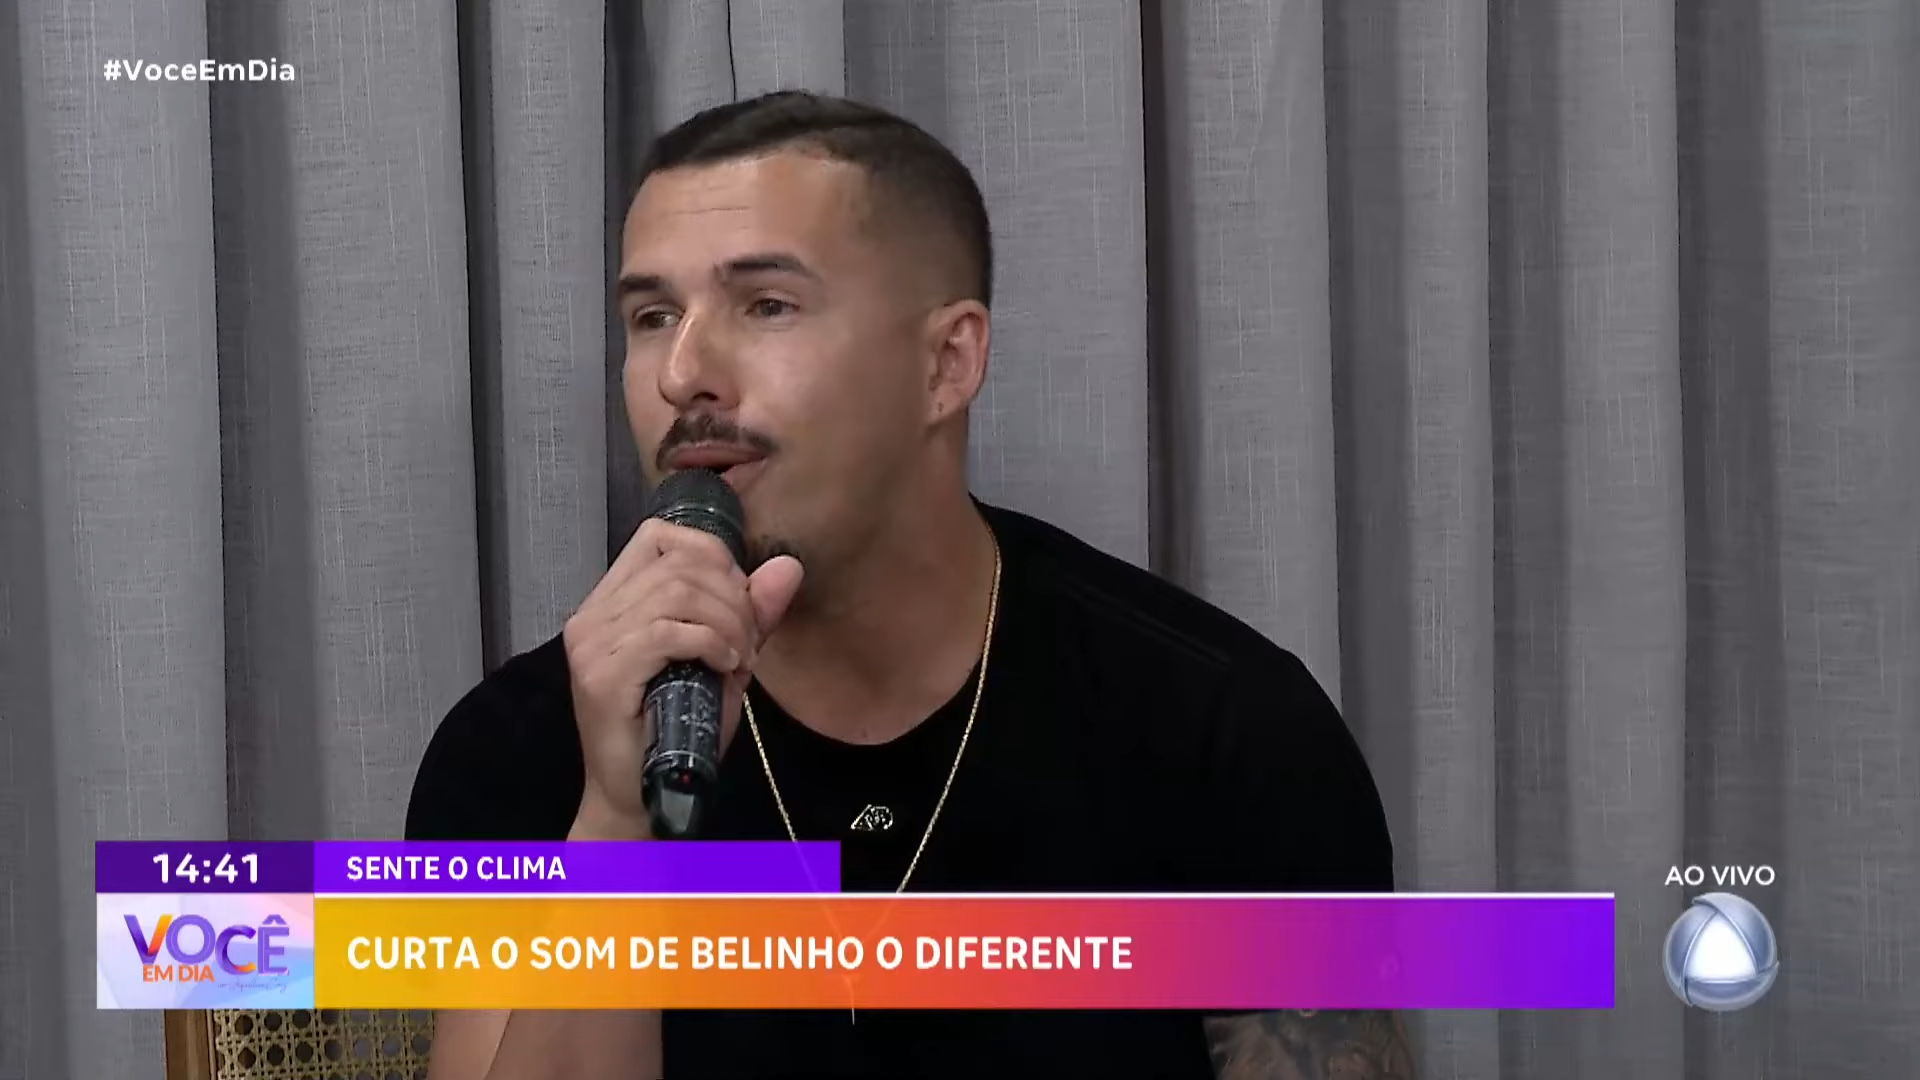 #VoceEmDia
14:41
SENTE O CLIMA
AO VIVO
VOCÊ
EM DIA
CURTA O SOM DE BELINHO O DIFERENTE